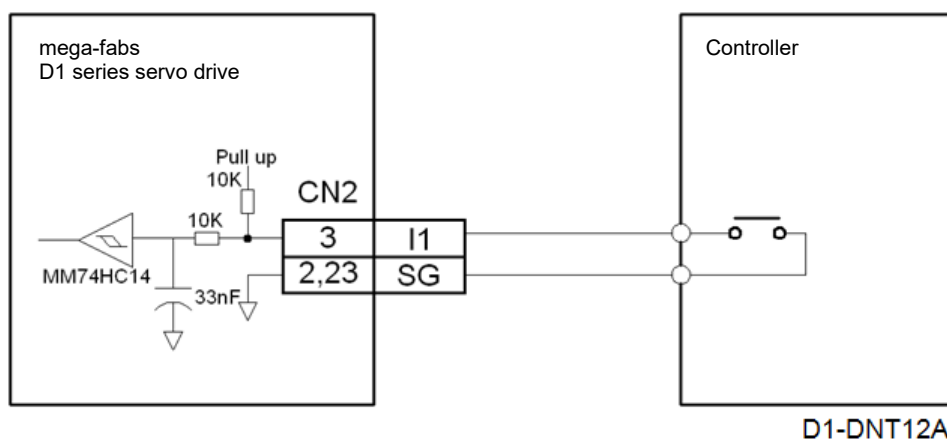 mega-fabs
D1 series servo drive
Controller
Pull up
10K
CN2
10K
3
I1
MM74HC14
2,23
SG
33nF
D1-DNT12A